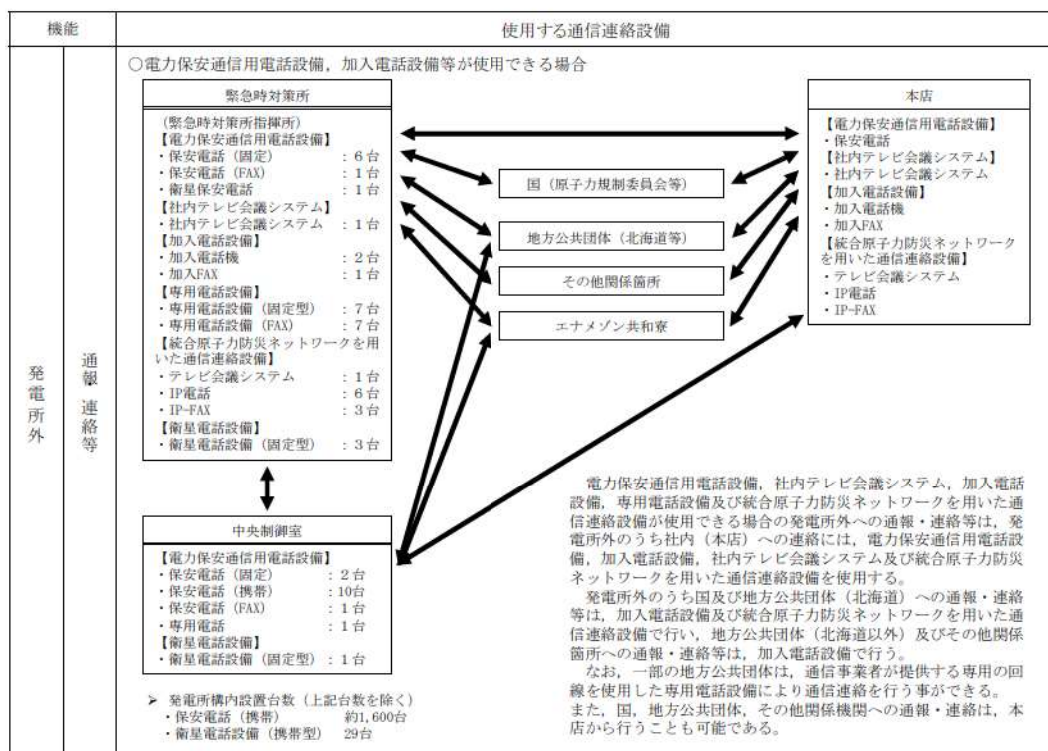 機能
使用する通信連絡設備
発電所外
通報・連絡等
○電力保安通信用電話設備，加入電話設備等が使用できる場合
緊急時対策所
(緊急時対策所指揮所)
【電力保安通信用電話設備】
・保安電話（固定） ：6台
・保安電話（FAX） ：1台
・衛星保安電話 ：1台
【社内テレビ会議システム】
・社内テレビ会議システム ：1台
【加入電話設備】
・加入電話機 ：2台
・加入FAX ：1台
【専用電話設備】
・専用電話設備（固定型）：7台
・専用電話設備（FAX） ：7台
【統合原子力防災ネットワークを用
いた通信連絡設備】
・テレビ会議システム ：1台
・IP電話 ：6台
・IP-FAX ：3台
【衛星電話設備】
・衛星電話設備（固定型） ：3台
国（原子力規制委員会等）
地方公共団体（北海道等）
その他関係箇所
エナメゾン共和寮
本店
【電力保安通信用電話設備】
・保安電話
【社内テレビ会議システム】
・社内テレビ会議システム
【加入電話設備】
・加入電話機
・加入FAX
【統合原子力防災ネットワーク
を用いた通信連絡設備】
・テレビ会議システム
・IP電話
・IP-FAX
中央制御室
【電力保安通信用電話設備】
・保安電話（固定） ：2台
・保安電話（携帯） ：10台
・保安電話（FAX） ：1台
・専用電話 ：1台
【衛星電話設備】
・衛星電話設備（固定型）：1台
➤ 発電所構内設置台数（上記台数を除く）
・保安電話（携帯） 約1,600台
・衛星電話設備（携帯型） 29台
電力保安通信用電話設備，社内テレビ会議システム，加入電話
設備，専用電話設備及び統合原子力防災ネットワークを用いた通
信連絡設備が使用できる場合の発電所外への通報・連絡等は，発
電所外のうち社内（本店）への連絡には，電力保安通信用電話設
備，加入電話設備，社内テレビ会議システム及び統合原子力防災
ネットワークを用いた通信連絡設備を使用する。
発電所外のうち国及び地方公共団体（北海道）への通報・連絡
等は，加入電話設備及び統合原子力防災ネットワークを用いた通
信連絡設備で行い，地方公共団体（北海道以外）及びその他関係
箇所への通報・連絡等は，加入電話設備で行う。
なお，一部の地方公共団体は，通信事業者が提供する専用の回
線を使用した専用電話設備により通信連絡を行う事ができる。
また，国，地方公共団体，その他関係機関への通報・連絡は，本
店から行うことも可能である。